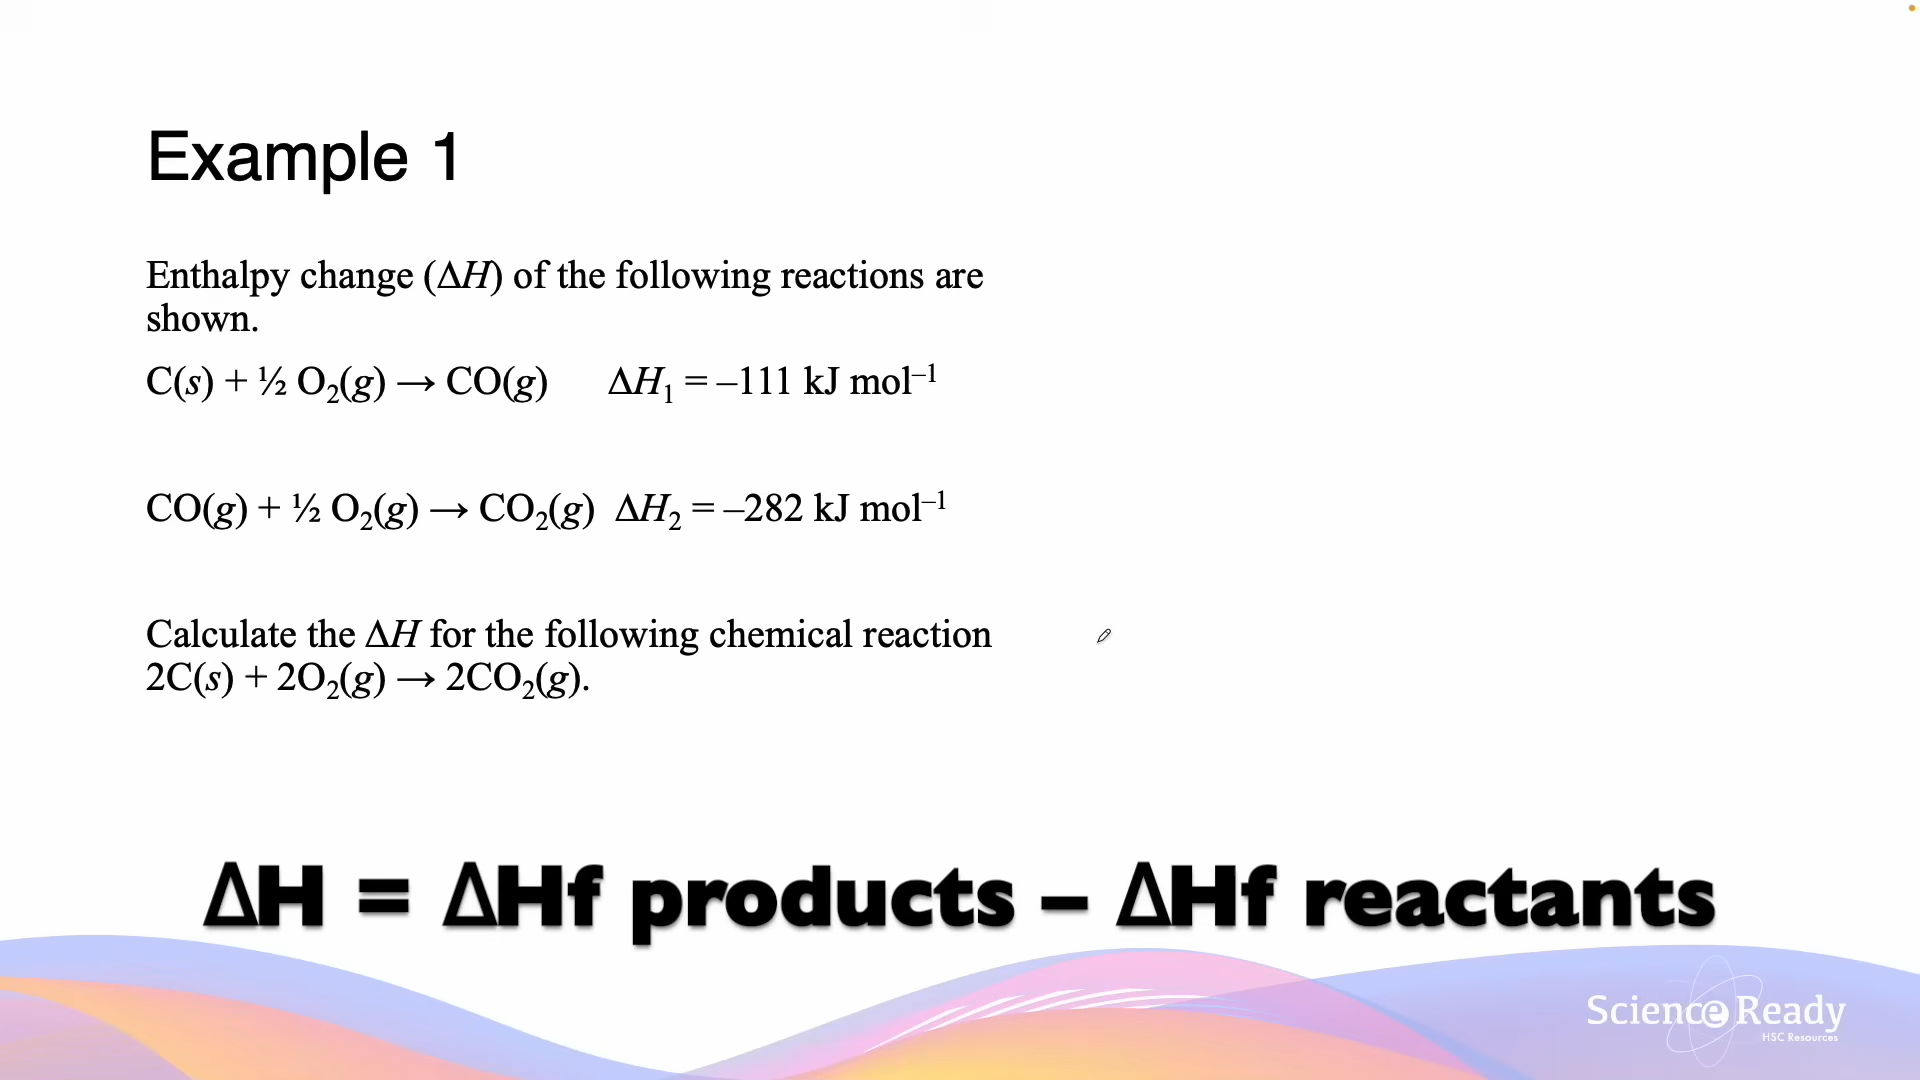 Example 1
Enthalpy change (ΔH) of the following reactions are
shown.
C(s) + ½ O₂(g) → CO(g) ΔH₁ = –111 kJ mol⁻¹
CO(g) + ½ O₂(g) → CO₂(g) ΔH₂ = –282 kJ mol⁻¹
Calculate the ΔH for the following chemical reaction
2C(s) + 2O₂(g) → 2CO₂(g).
ΔH = ΔHf products – ΔHf reactants
Science Ready
HSC Resources